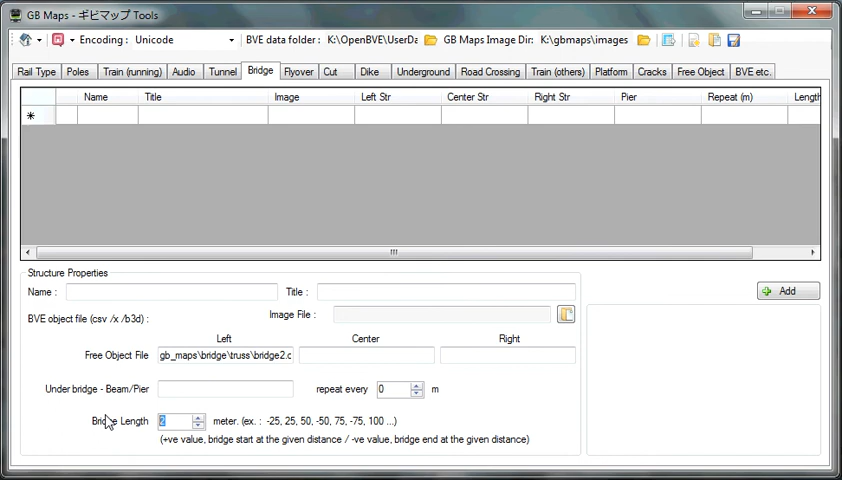 GB Maps - ギビマップ Tools
Encoding : Unicode BVE data folder : K:\OpenBVE\UserDa GB Maps Image Dir: K:\gbmaps\images
Rail Type Poles Train (running) Audio Tunnel Bridge Flyover Cut Dike Underground Road Crossing Train (others) Platform Cracks Free Object BVE etc.
Name Title Image Left Str Center Str Right Str Pier Repeat (m) Length
Structure Properties
Name : Title : Add
BVE object file (csv /x /b3d) : Image File :
Left Center Right
Free Object File gb_maps\bridge\truss\bridge2.c
Under bridge - Beam/Pier repeat every 0 m
Bridge Length 2 meter. (ex. : -25, 25, 50, -50, 75, -75, 100 ...)
(+ve value, bridge start at the given distance / -ve value, bridge end at the given distance)